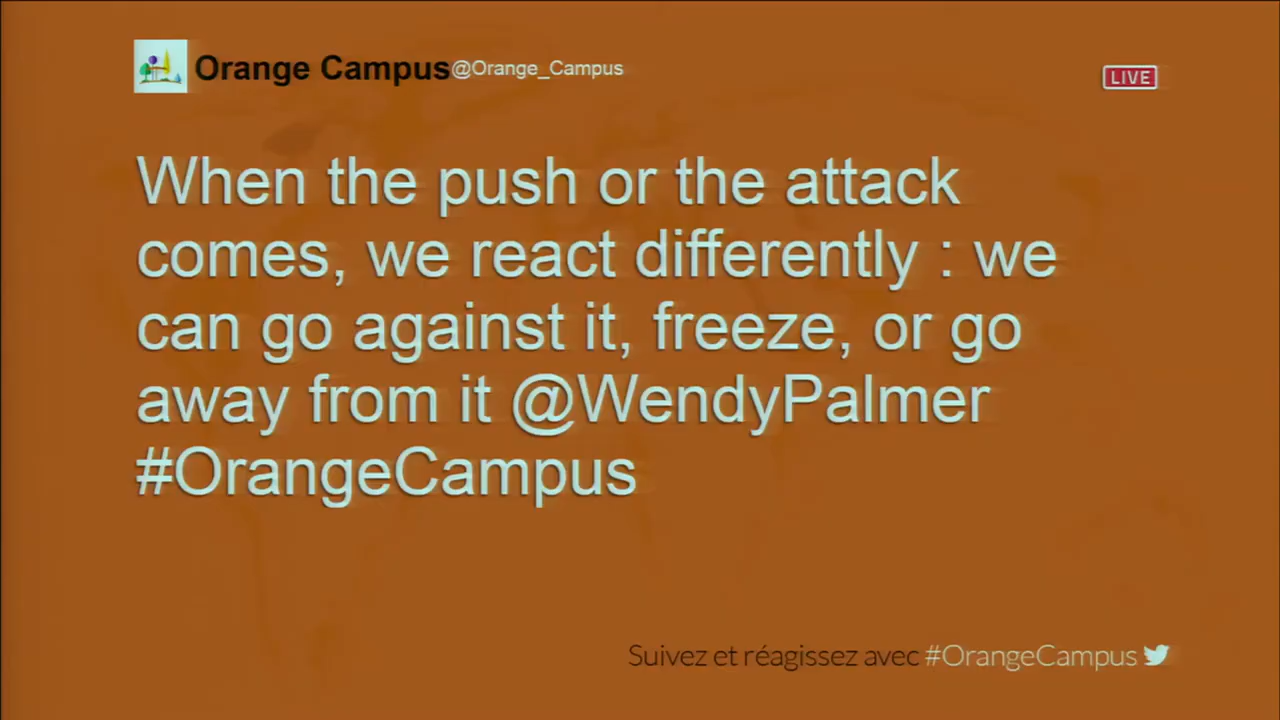 Orange Campus @Orange_Campus
LIVE
When the push or the attack
comes, we react differently : we
can go against it, freeze, or go
away from it @WendyPalmer
#OrangeCampus
Suivez et réagissez avec #OrangeCampus